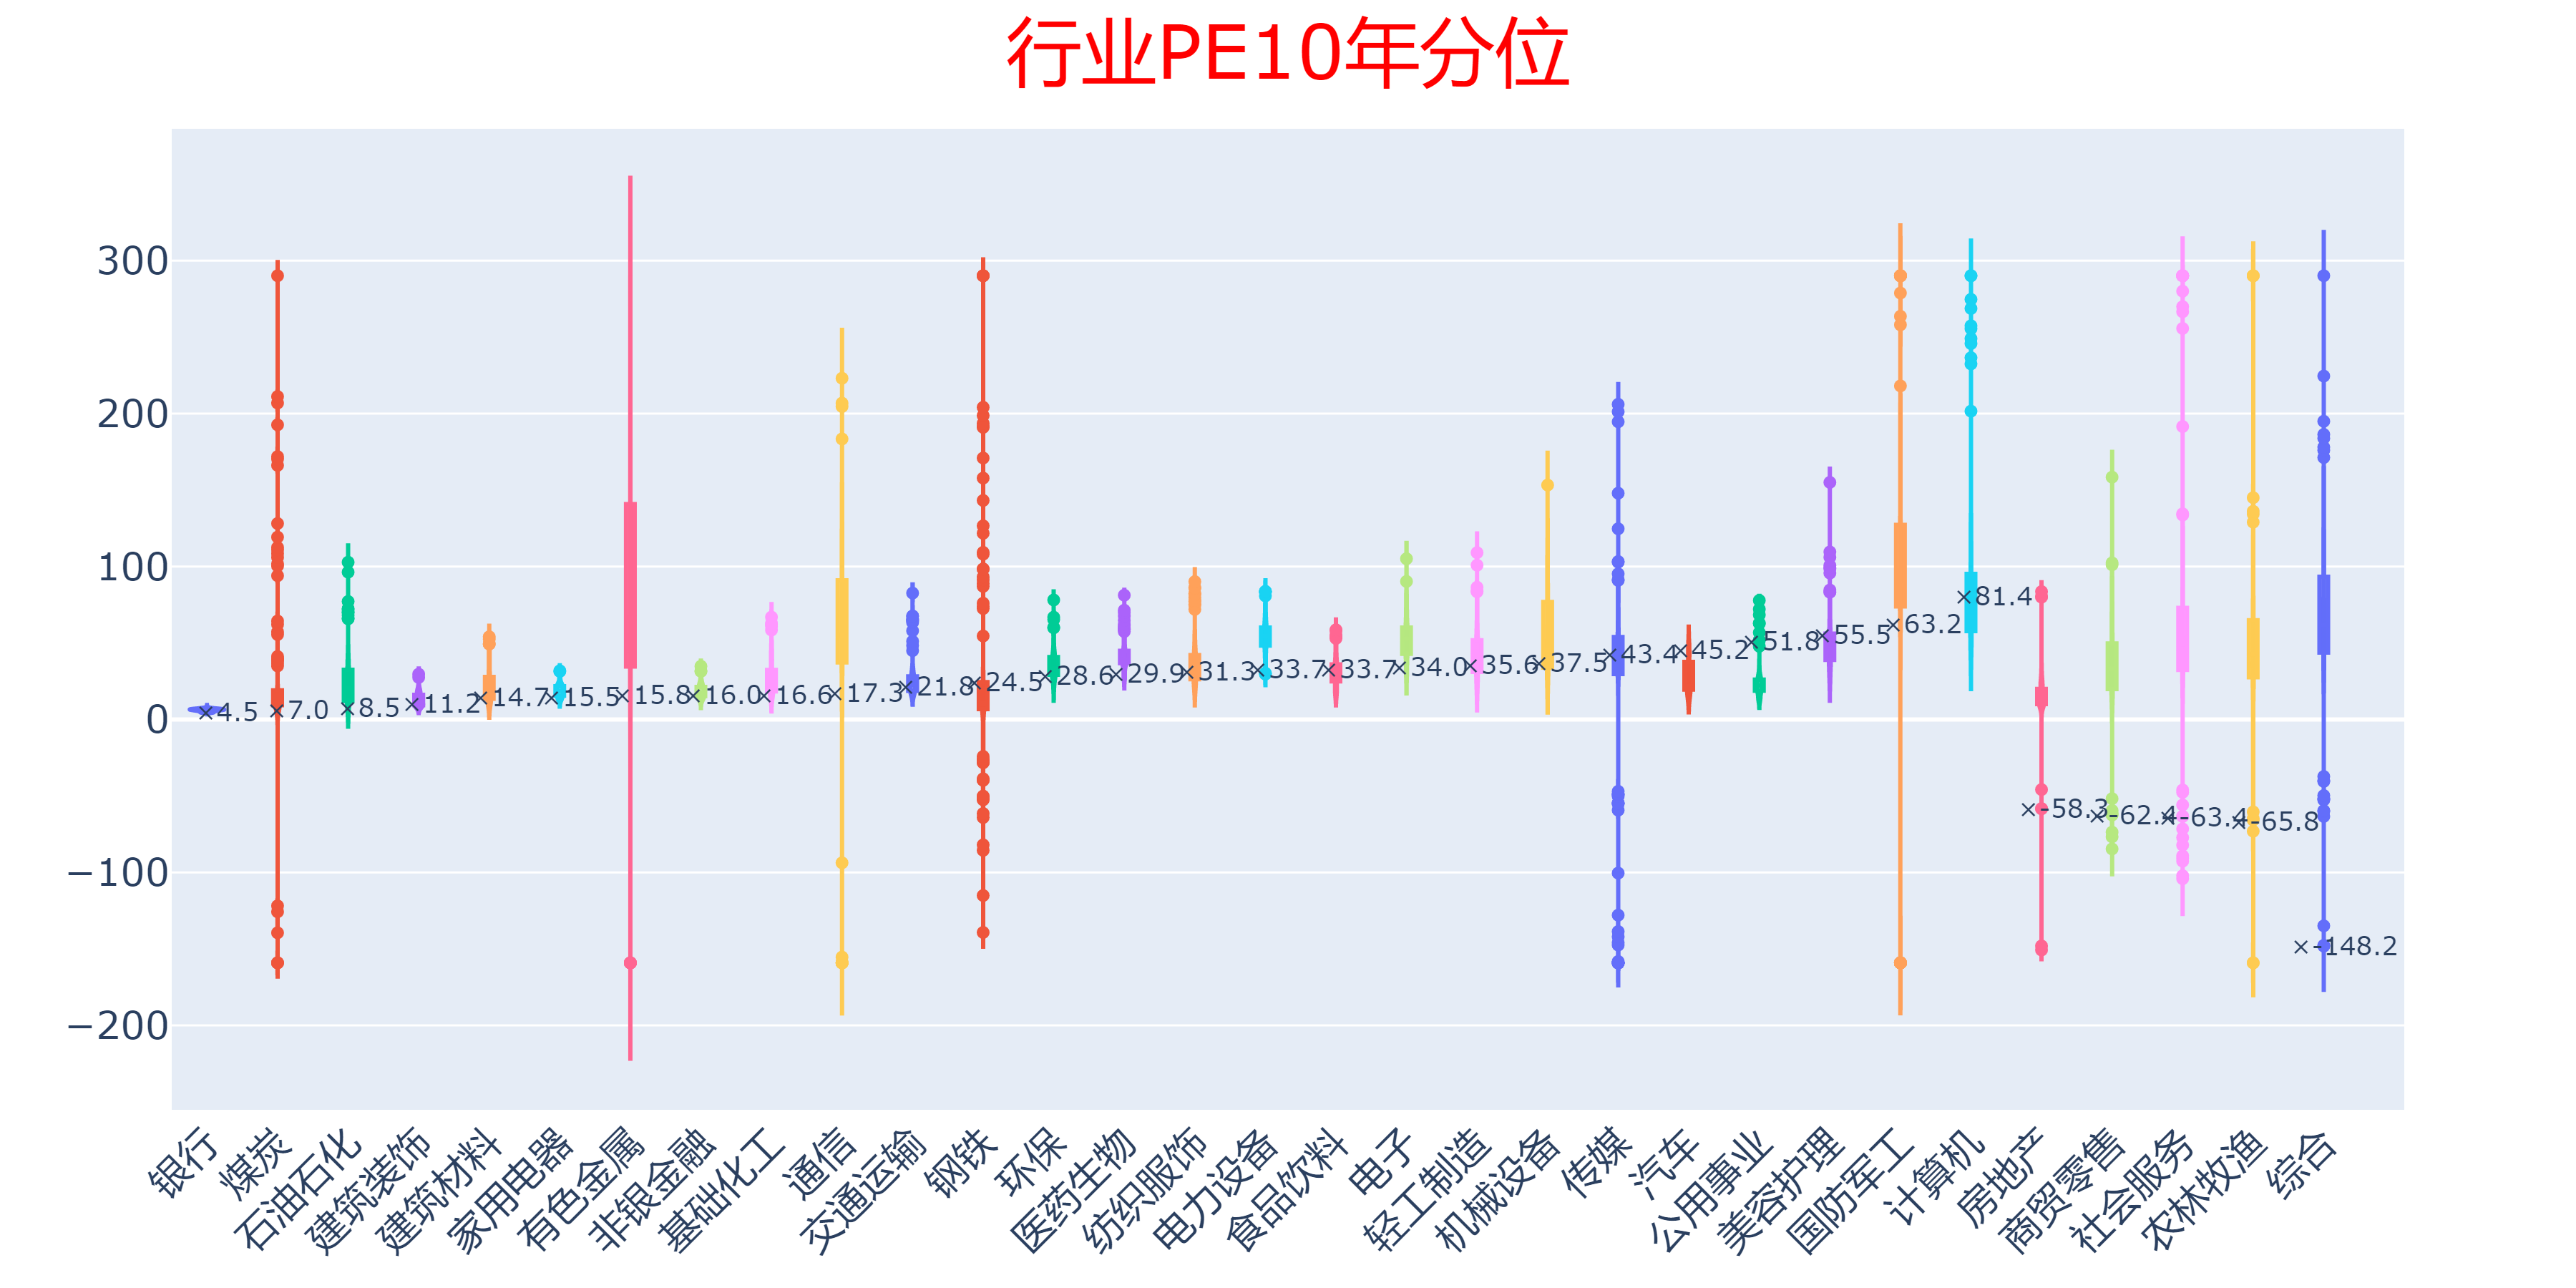 行业PE10年分位
300
200
100
0
−100
−200
4.5
7.0
8.5
11.2
14.7
15.5
15.8
16.0
16.6
17.3
21.8
24.5
28.6
29.9
31.3
33.7
33.7
34.0
35.6
37.5
43.4
45.2
51.8
55.5
63.2
81.4
-58.3
-62.4
-63.4
-65.8
-148.2
银行
煤炭
石油石化
建筑装饰
建筑材料
家用电器
有色金属
非银金融
基础化工
通信
交通运输
钢铁
环保
医药生物
纺织服饰
电力设备
食品饮料
电子
轻工制造
机械设备
传媒
汽车
公用事业
美容护理
国防军工
计算机
房地产
商贸零售
社会服务
农林牧渔
综合